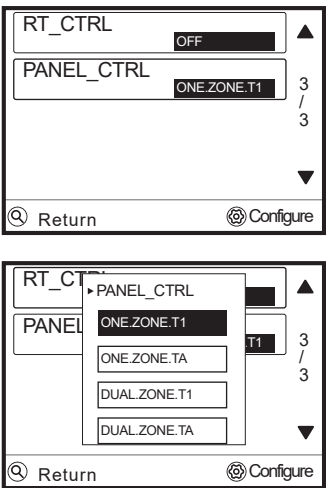 RT_CTRL
OFF
PANEL_CTRL
ONE.ZONE.T1
3
/
3
Return
Configure
RT_CT
PANEL_CTRL
PANEL
ONE.ZONE.T1
.T1
ONE.ZONE.TA
DUAL.ZONE.T1
DUAL.ZONE.TA
3
/
3
Return
Configure